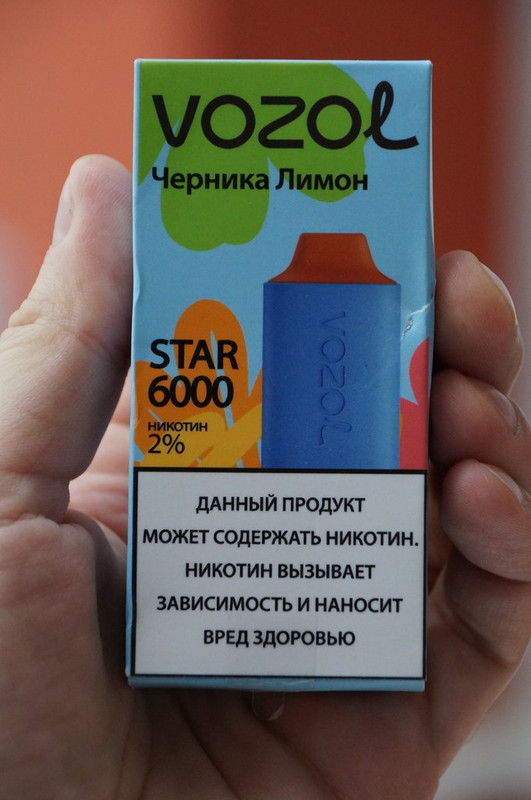 VOZOL
Черника Лимон
VOZOL
STAR
6000
НИКОТИН
2%
ДАННЫЙ ПРОДУКТ
МОЖЕТ СОДЕРЖАТЬ НИКОТИН.
НИКОТИН ВЫЗЫВАЕТ
ЗАВИСИМОСТЬ И НАНОСИТ
ВРЕД ЗДОРОВЬЮ